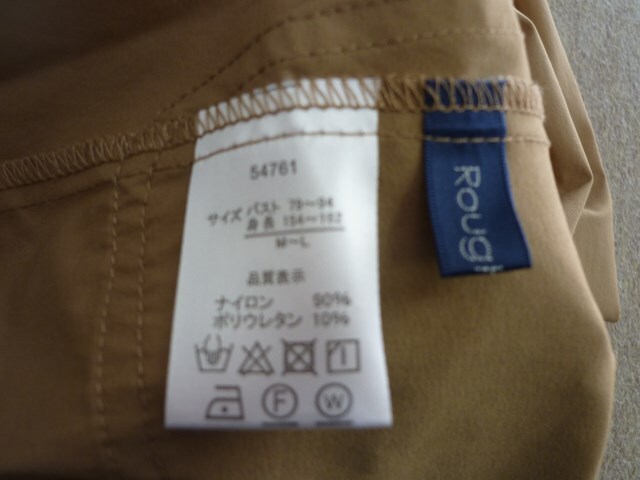 54761
サイズ バスト 79～94
身長 154～162
M～L
品質表示
ナイロン 90%
ポリウレタン 10%
F W
Roug